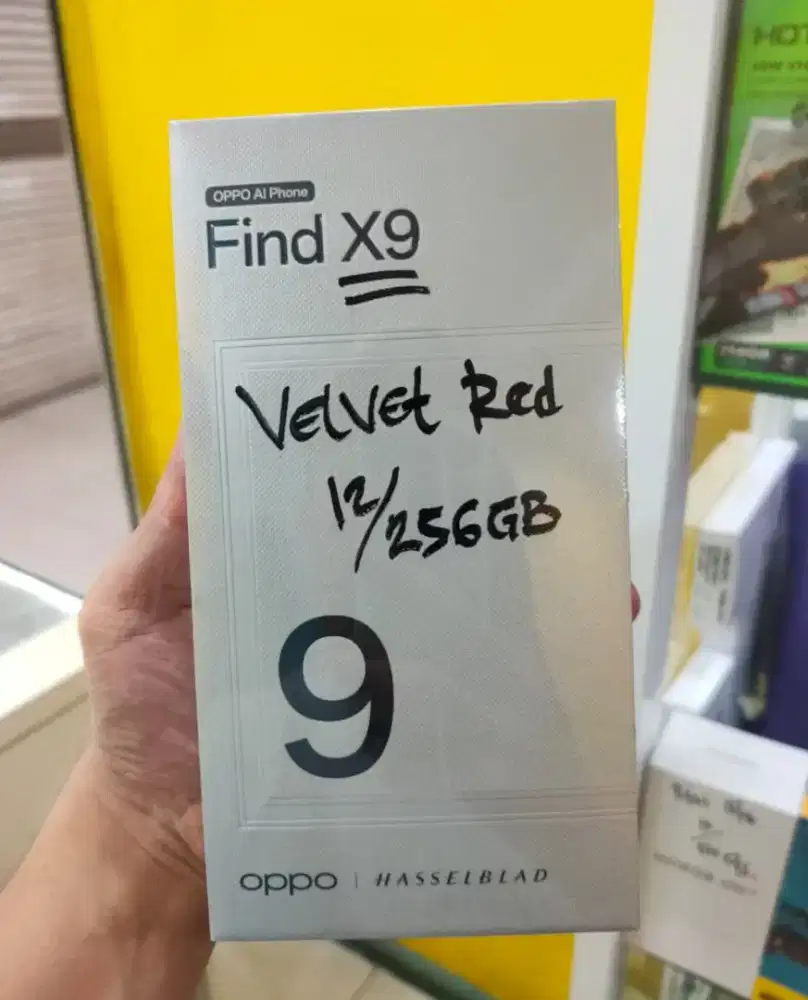 OPPO AI Phone
Find X9
Velvet Red
12/256GB
9
oppo | HASSELBLAD